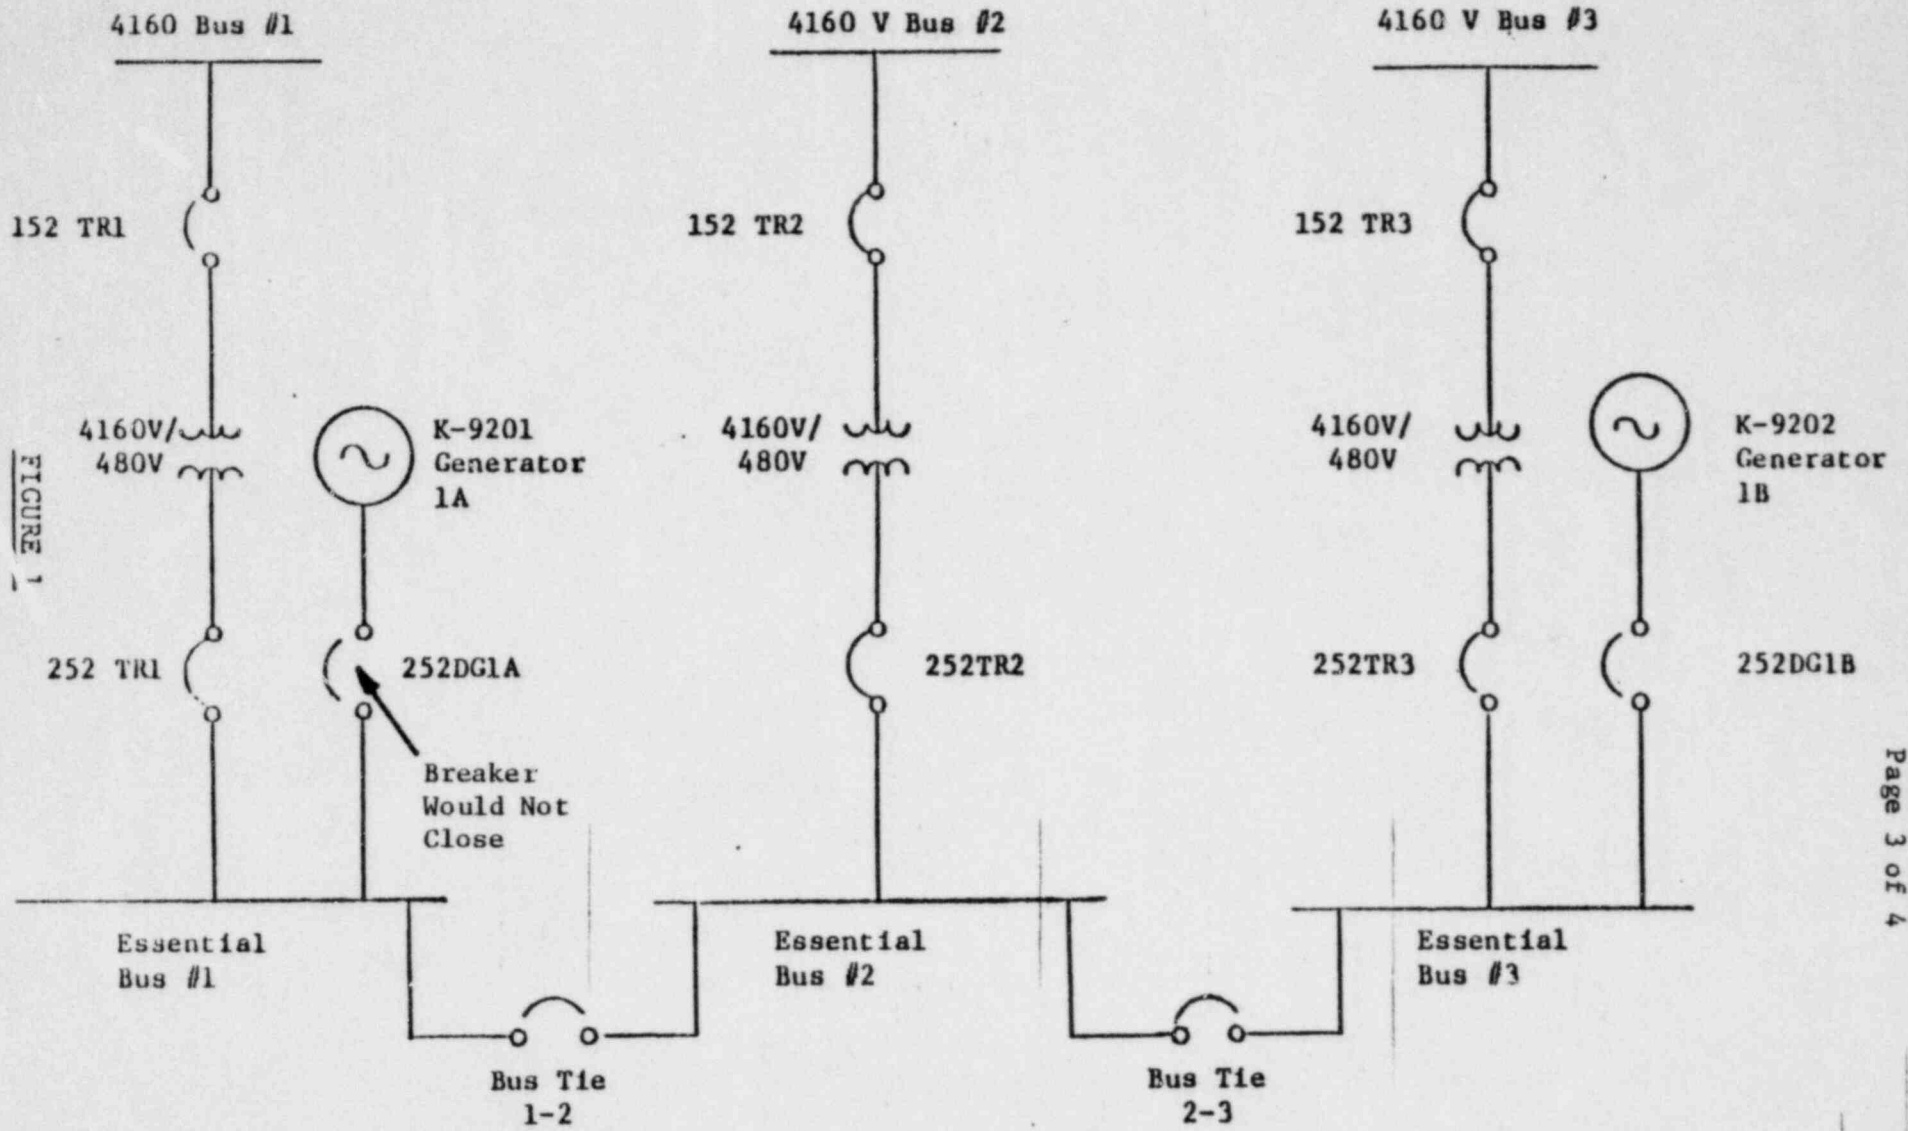 4160 Bus #1
4160 V Bus #2
4160 V Bus #3
152 TR1
152 TR2
152 TR3
4160V/
480V
K-9201
Generator
1A
4160V/
480V
4160V/
480V
K-9202
Generator
1B
FIGURE 1
252 TR1
252DG1A
252TR2
252TR3
252DG1B
Breaker
Would Not
Close
Page 3 of 4
Essential
Bus #1
Essential
Bus #2
Essential
Bus #3
Bus Tie
1-2
Bus Tie
2-3